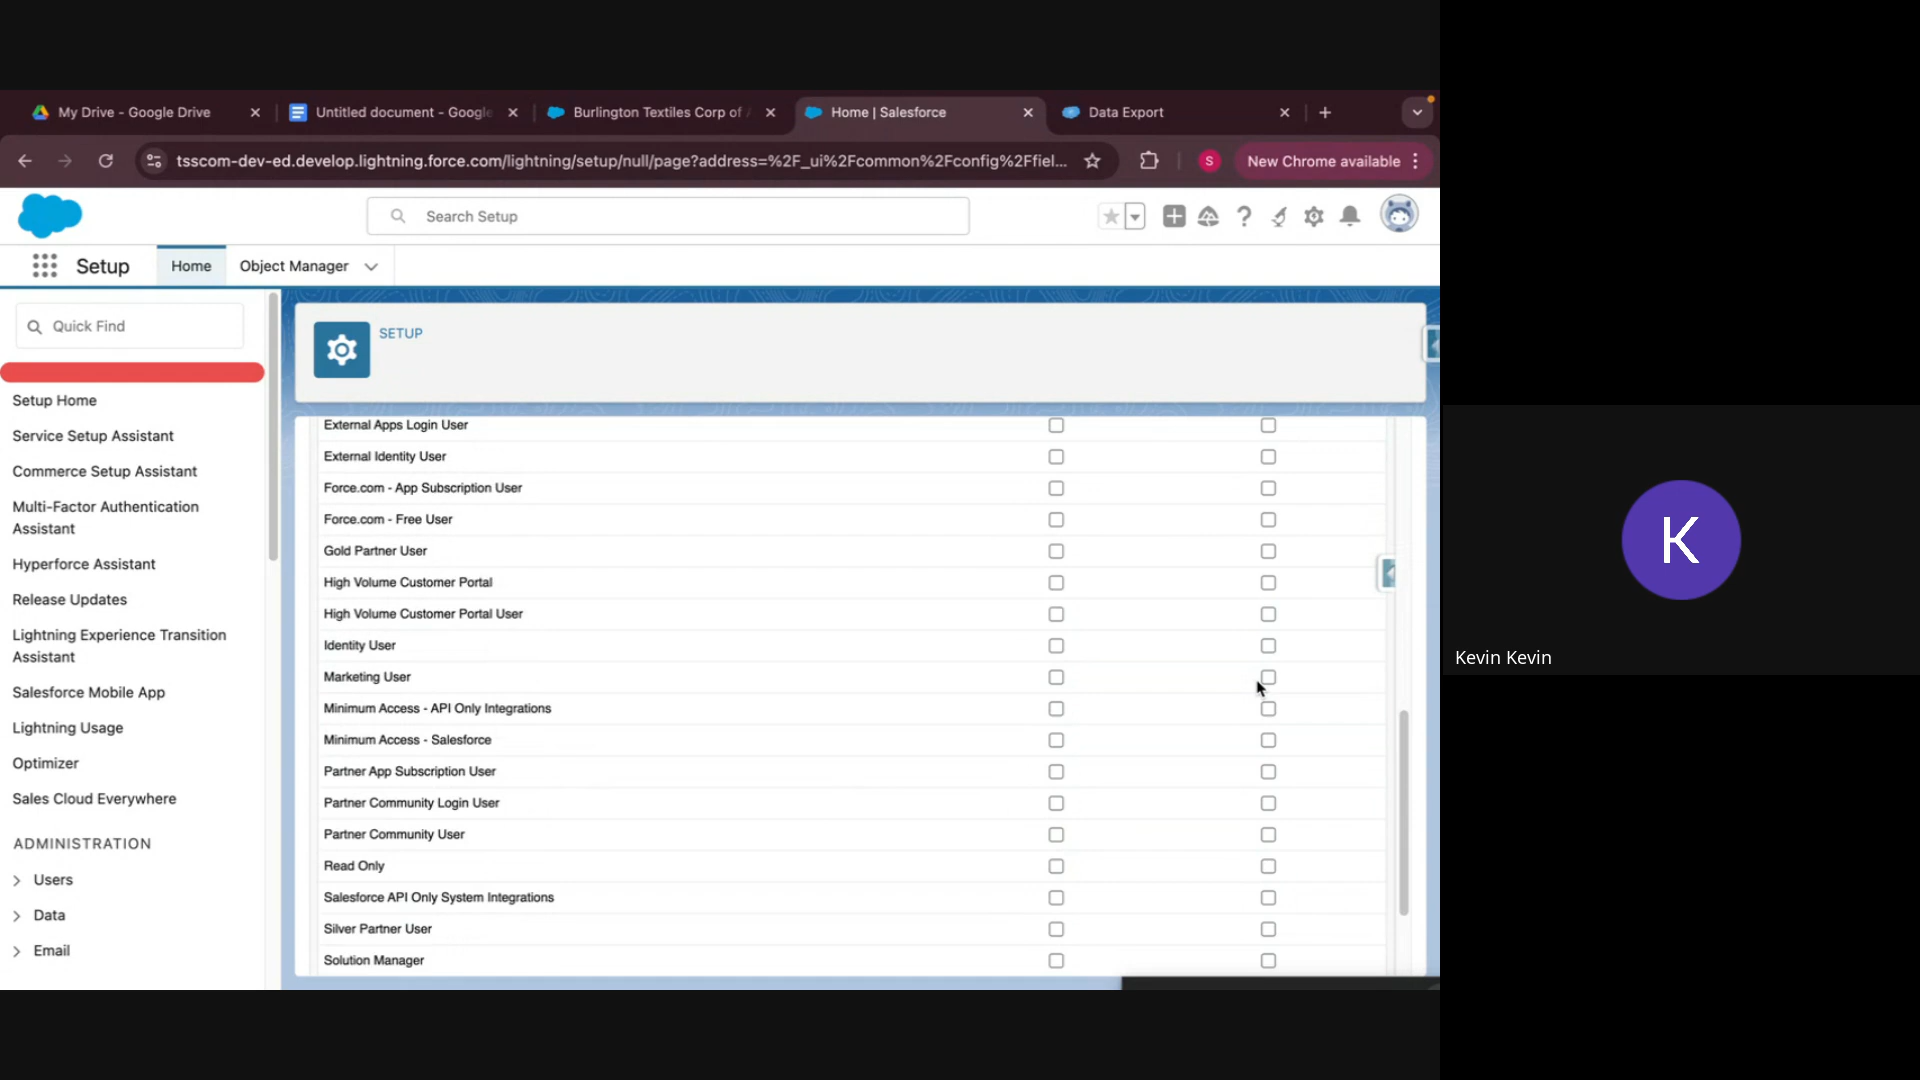 My Drive - Google Drive
Untitled document - Google
Burlington Textiles Corp of
Home | Salesforce
Data Export
tsscom-dev-ed.develop.lightning.force.com/lightning/setup/null/page?address=%2F_ui%2Fcommon%2Fconfig%2Ffiel...
S
New Chrome available
Search Setup
Setup
Home
Object Manager
Quick Find
Setup Home
Service Setup Assistant
Commerce Setup Assistant
Multi-Factor Authentication
Assistant
Hyperforce Assistant
Release Updates
Lightning Experience Transition
Assistant
Salesforce Mobile App
Lightning Usage
Optimizer
Sales Cloud Everywhere
ADMINISTRATION
Users
Data
Email
SETUP
External Apps Login User
External Identity User
Force.com - App Subscription User
Force.com - Free User
Gold Partner User
High Volume Customer Portal
High Volume Customer Portal User
Identity User
Marketing User
Minimum Access - API Only Integrations
Minimum Access - Salesforce
Partner App Subscription User
Partner Community Login User
Partner Community User
Read Only
Salesforce API Only System Integrations
Silver Partner User
Solution Manager
K
Kevin Kevin